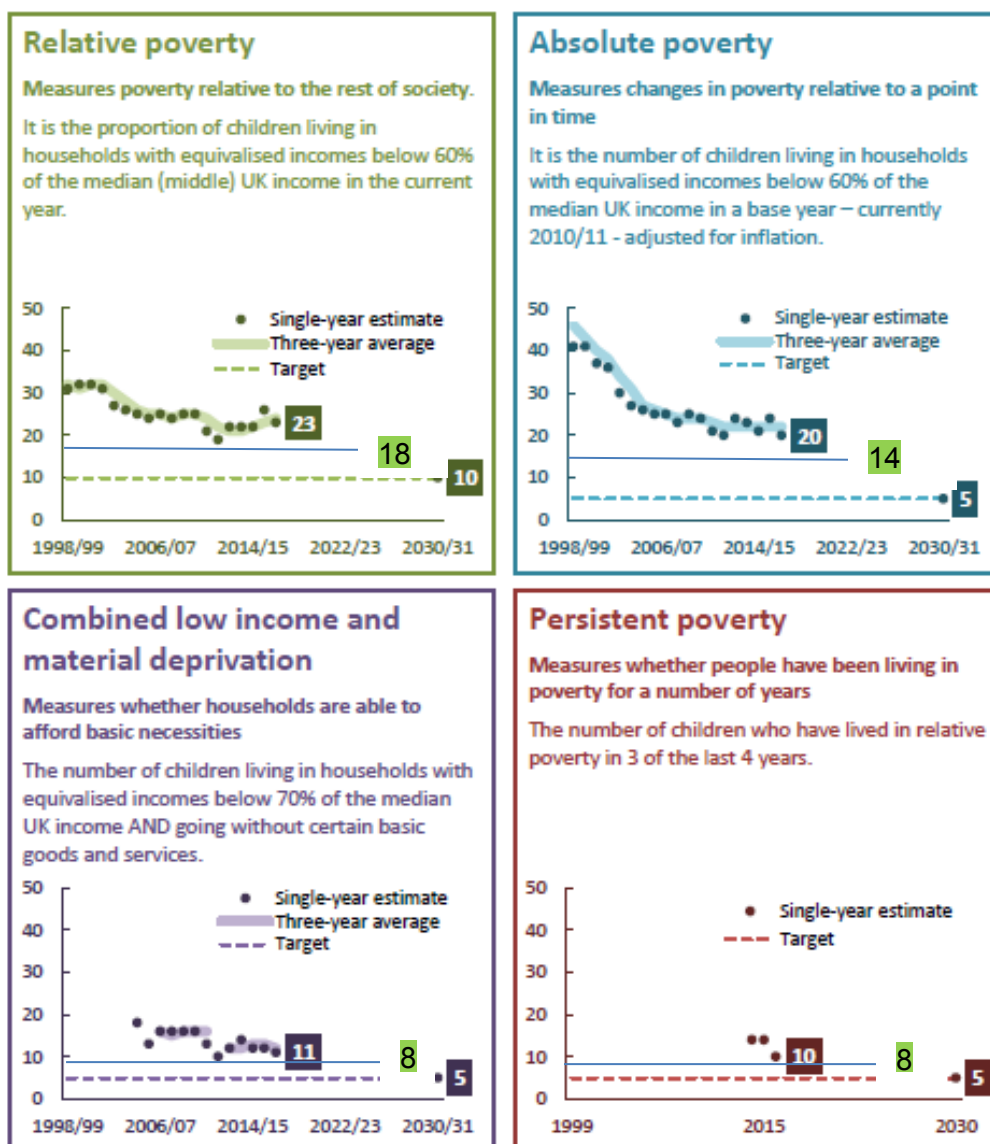 Relative poverty
Measures poverty relative to the rest of society.
It is the proportion of children living in
households with equivalised incomes below 60%
of the median (middle) UK income in the current
year.
50
40
30
20
10
0
Single-year estimate
Three-year average
Target
23
18
10
1998/99 2006/07 2014/15 2022/23 2030/31
Absolute poverty
Measures changes in poverty relative to a point
in time
It is the number of children living in households
with equivalised incomes below 60% of the
median UK income in a base year – currently
2010/11 - adjusted for inflation.
50
40
30
20
10
0
Single-year estimate
Three-year average
Target
20
14
5
1998/99 2006/07 2014/15 2022/23 2030/31
Combined low income and
material deprivation
Measures whether households are able to
afford basic necessities
The number of children living in households with
equivalised incomes below 70% of the median
UK income AND going without certain basic
goods and services.
50
40
30
20
10
0
Single-year estimate
Three-year average
Target
11
8
5
1998/99 2006/07 2014/15 2022/23 2030/31
Persistent poverty
Measures whether people have been living in
poverty for a number of years
The number of children who have lived in relative
poverty in 3 of the last 4 years.
50
40
30
20
10
0
Single-year estimate
Target
10
8
5
1999 2015 2030